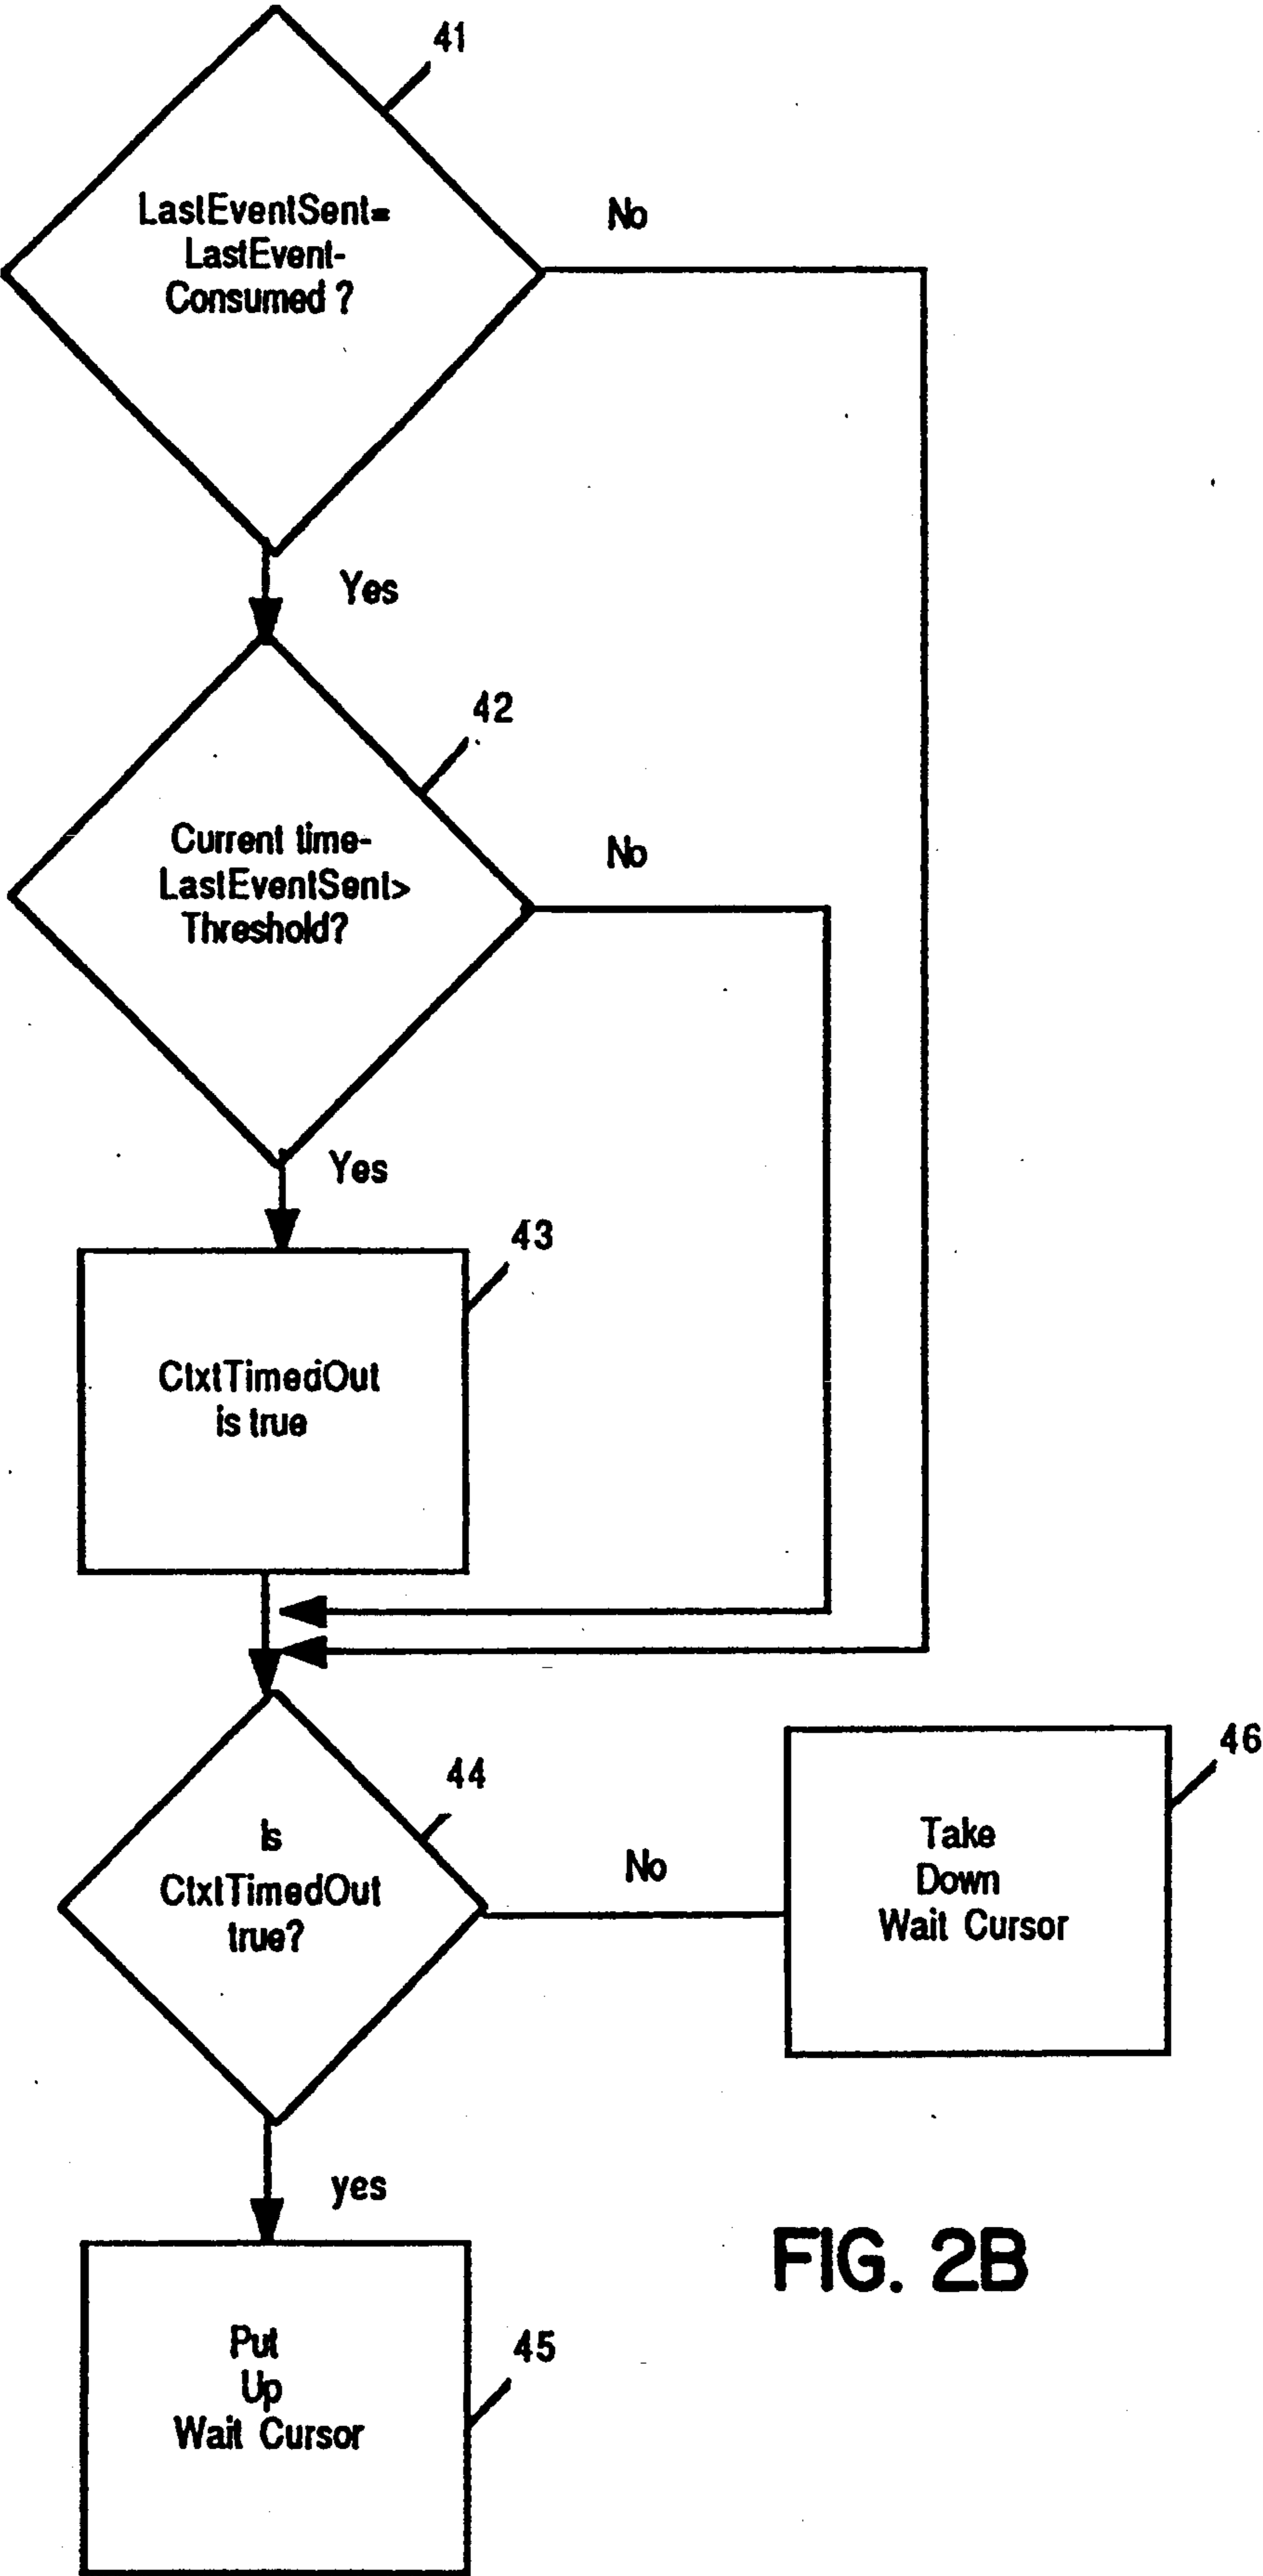 41
LastEventSent=
LastEvent-
Consumed ?
No
Yes
42
Current time-
LastEventSent>
Threshold?
No
Yes
43
CtxtTimedOut
is true
44
Is
CtxtTimedOut
true?
No
46
Take
Down
Wait Cursor
yes
FIG. 2B
45
Put
Up
Wait Cursor